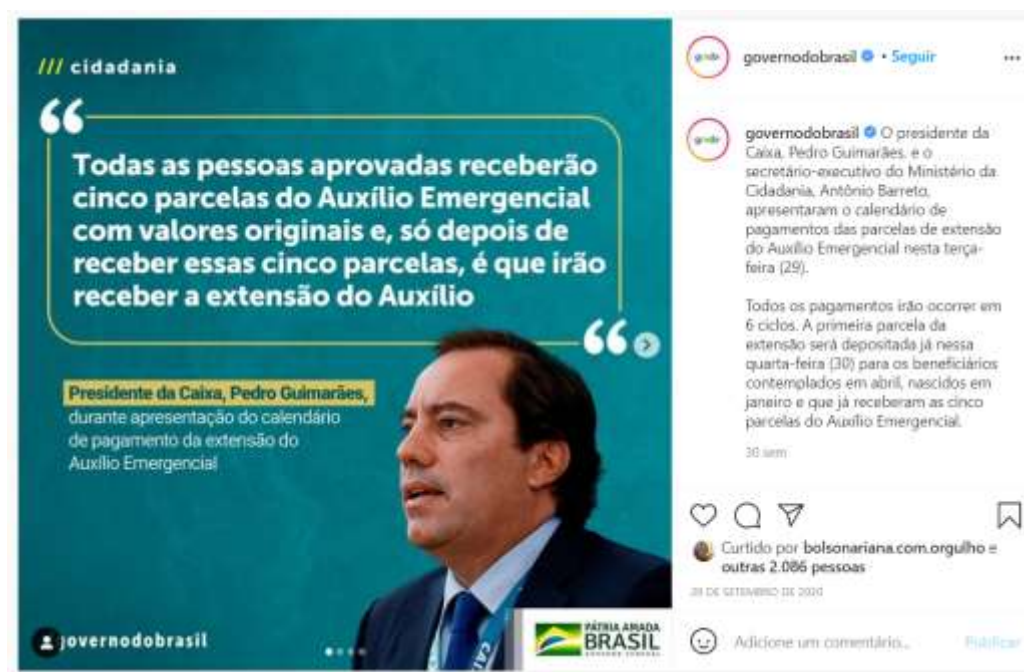 /// cidadania
“
Todas as pessoas aprovadas receberão
cinco parcelas do Auxílio Emergencial
com valores originais e, só depois de
receber essas cinco parcelas, é que irão
receber a extensão do Auxílio
“
Presidente da Caixa, Pedro Guimarães,
durante apresentação do calendário
de pagamento da extensão do
Auxílio Emergencial
CAIXA
governodobrasil
PÁTRIA AMADA
BRASIL
GOVERNO FEDERAL
governodobrasil • Seguir
governodobrasil O presidente da
Caixa, Pedro Guimarães, e o
secretário-executivo do Ministério da
Cidadania, Antônio Barreto,
apresentaram o calendário de
pagamentos das parcelas de extensão
do Auxílio Emergencial nesta terça-
feira (29).
Todos os pagamentos irão ocorrer em
6 ciclos. A primeira parcela da
extensão será depositada já nessa
quarta-feira (30) para os beneficiários
contemplados em abril, nascidos em
janeiro e que já receberam as cinco
parcelas do Auxílio Emergencial.
30 sem
Curtido por bolsonariana.com.orgulho e
outras 2.086 pessoas
DE SETEMBRO DE 2020
Adicione um comentário...
Publicar